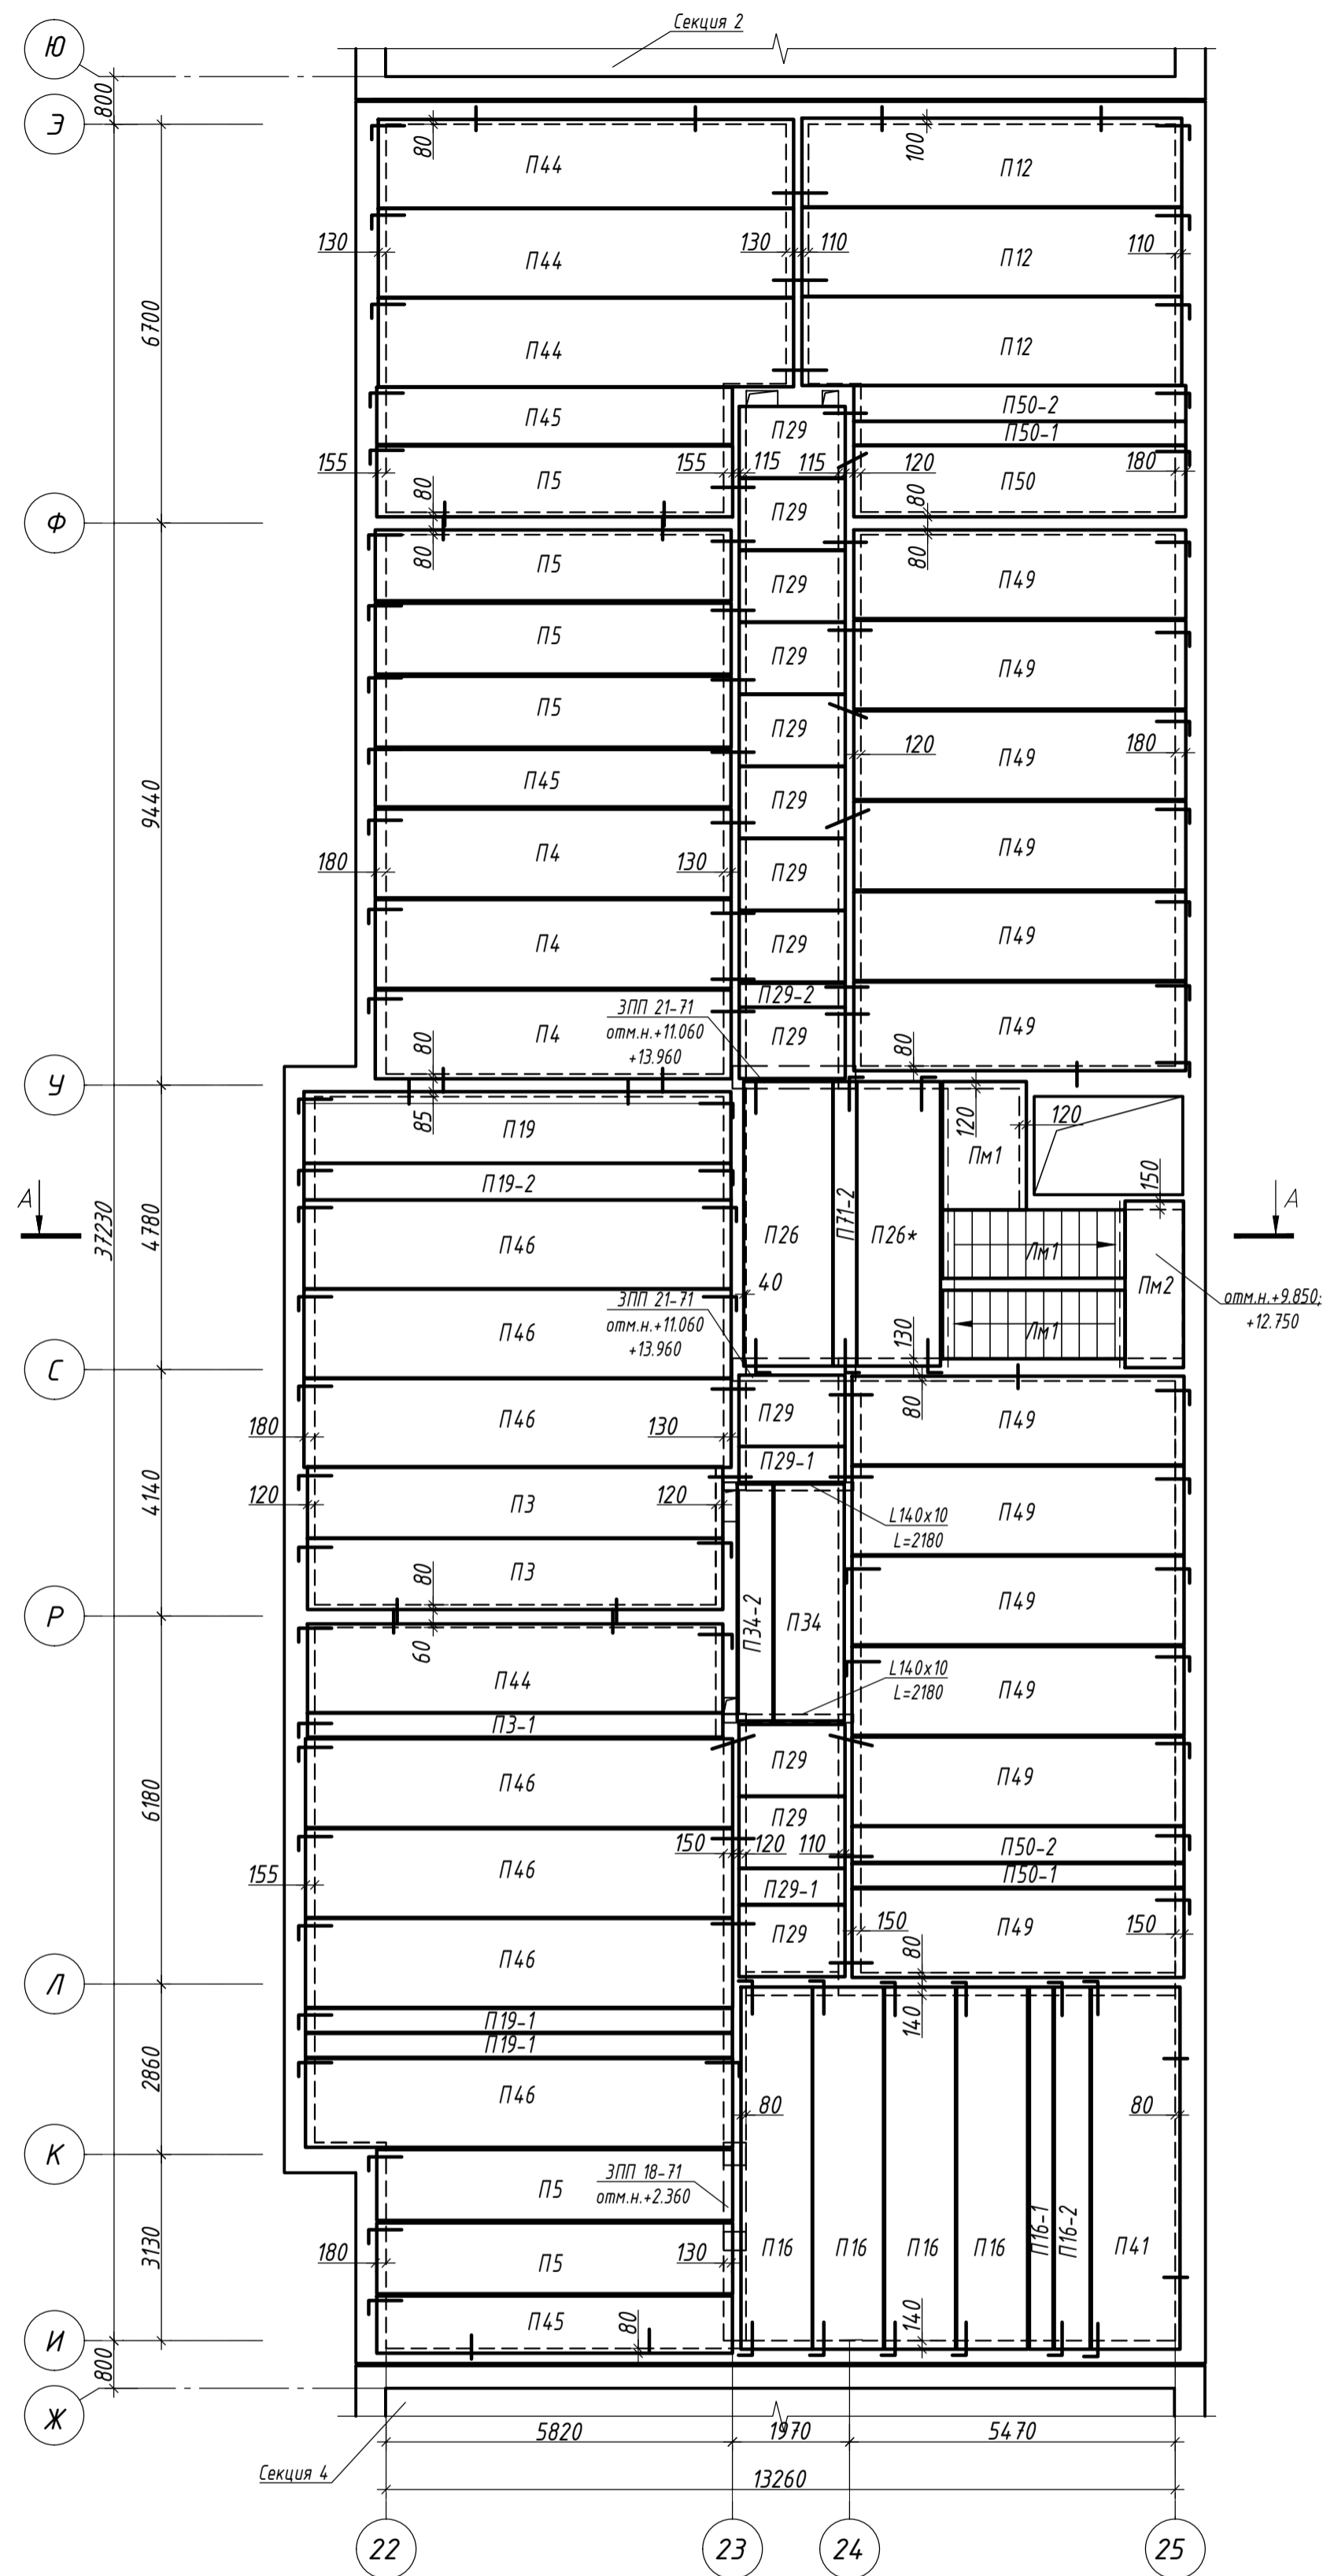 Секция 2
Ю
800
Э
80
100
П44
П12
130
130
110
110
П44
П12
6700
П44
П12
П45
П29
П50-2
П50-1
155
155
115
115
120
180
П5
80
П50
80
Ф
П29
80
80
П5
П29
П49
П5
П29
П49
П5
П29
120
180
П49
9440
П45
П29
П4
180
130
П29
П49
П4
П29
П49
ЗПП 21-71
отм.н.+11.060
+13.960
П29-2
П4
П29
П49
80
80
У
85
П19
120
120
Пм1
П19-2
150
А
А
37230
4780
П46
П26
П71-2
П26*
Лм1
Пм2
40
отм.н.+9.850;
+12.750
ЗПП 21-71
отм.н.+11.060
+13.960
П46
130
Лм1
С
80
П46
П29
П49
180
130
П29-1
4140
120
П3
120
L140х10
L=2180
П49
80
П3
Р
60
П34-2
П34
П49
П44
L140х10
L=2180
П49
П3-1
П46
П29
П49
6180
П29
150
120
110
П50-2
155
П46
П29-1
П50-1
П46
П29
150
80
П49
150
Л
П19-1
140
П19-1
2860
П46
80
80
К
П5
ЗПП 18-71
отм.н.+2.360
3130
180
П5
130
П16
П16
П16
П16
П16-1
П16-2
П41
П45
80
140
И
800
Ж
5820
1970
5470
Секция 4
13260
22
23
24
25